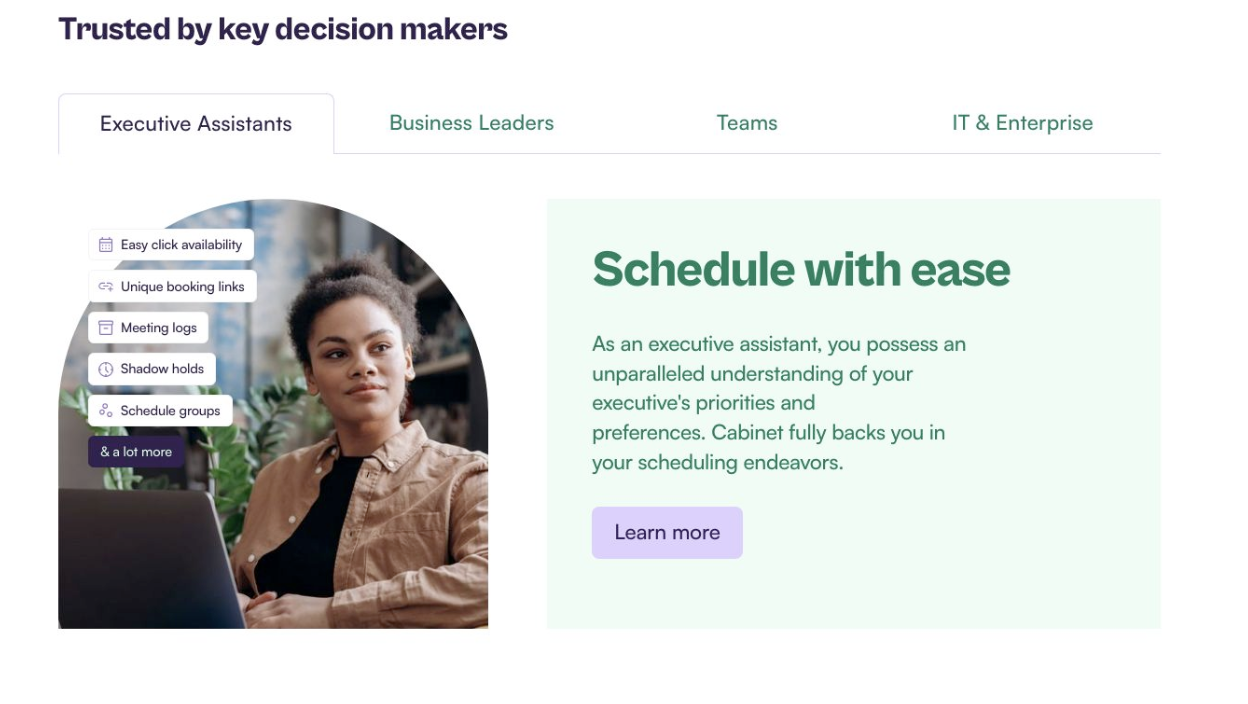 Trusted by key decision makers
Executive Assistants
Business Leaders
Teams
IT & Enterprise
Easy click availability
Unique booking links
Meeting logs
Shadow holds
Schedule groups
& a lot more
Schedule with ease
As an executive assistant, you possess an
unparalleled understanding of your
executive's priorities and
preferences. Cabinet fully backs you in
your scheduling endeavors.
Learn more